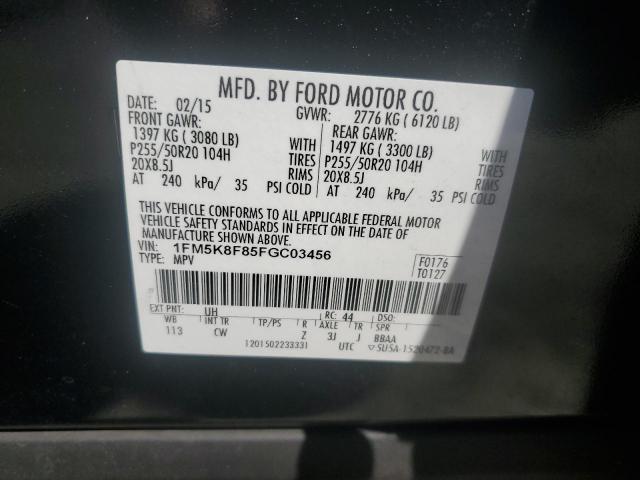 MFD. BY FORD MOTOR CO.
DATE: 02/15 GVWR: 2776 KG ( 6120 LB)
FRONT GAWR: REAR GAWR:
1397 KG ( 3080 LB) WITH 1497 KG ( 3300 LB) WITH
P255/50R20 104H TIRES P255/50R20 104H TIRES
20X8.5J RIMS 20X8.5J RIMS
AT 240 kPa/ 35 PSI COLD AT 240 kPa/ 35 PSI COLD
THIS VEHICLE CONFORMS TO ALL APPLICABLE FEDERAL MOTOR
VEHICLE SAFETY STANDARDS IN EFFECT ON THE DATE OF
MANUFACTURE SHOWN ABOVE.
VIN: 1FM5K8F85FGC03456 F0176
TYPE: MPV T0127
EXT PNT: UH RC: 44 DSO:
WB INT TR TP/PS R AXLE TR SPR
113 CW Z 3J J BBAA
1201502233331 UTC ▽5U5A-1520472-BA